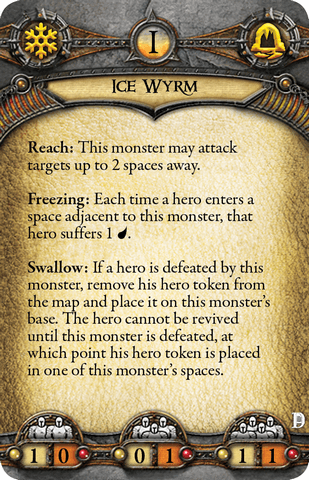 I
Ice Wyrm
Reach: This monster may attack
targets up to 2 spaces away.
Freezing: Each time a hero enters a
space adjacent to this monster, that
hero suffers 1 .
Swallow: If a hero is defeated by this
monster, remove his hero token from
the map and place it on this monster’s
base. The hero cannot be revived
until this monster is defeated, at
which point his hero token is placed
in one of this monster’s spaces.
1 0 0 1 1 1